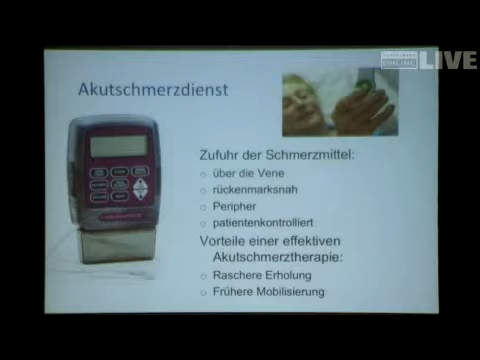 LIVE
ONLINE
Akutschmerzdienst
Zufuhr der Schmerzmittel:
○ über die Vene
○ rückenmarksnah
○ Peripher
○ patientenkontrolliert
Vorteile einer effektiven
Akutschmerztherapie:
○ Raschere Erholung
○ Frühere Mobilisierung